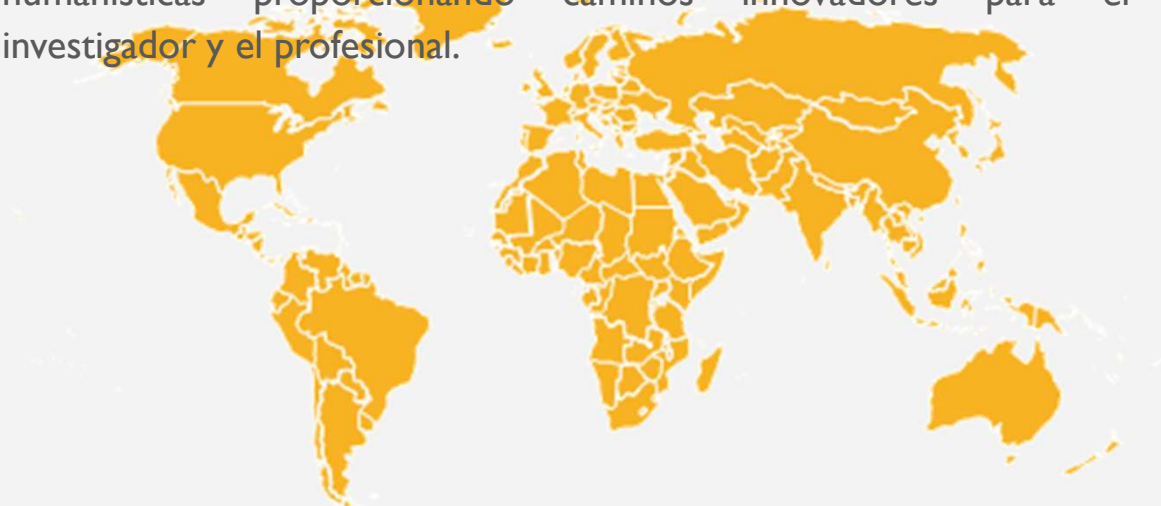 humanísticas proporcionando caminos innovadores para el
investigador y el profesional.